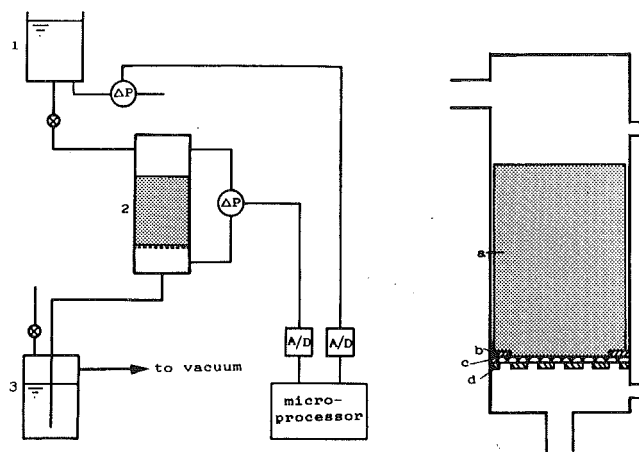 1
ΔP
2
ΔP
A/D
A/D
3
to vacuum
micro-
processor
a
b
c
d